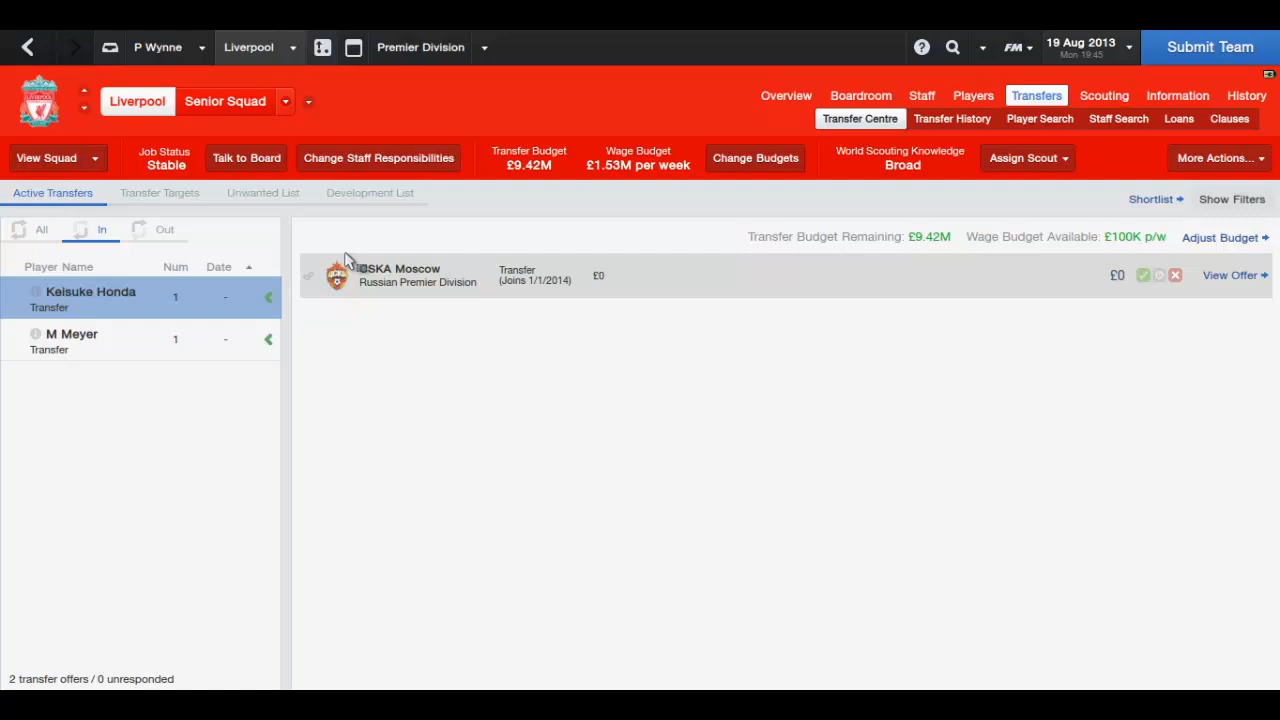 P Wynne
Liverpool
Premier Division
FM
19 Aug 2013
Mon 19:45
Submit Team
Liverpool
Senior Squad
Overview Boardroom Staff Players Transfers Scouting Information History
Transfer Centre Transfer History Player Search Staff Search Loans Clauses
View Squad
Job Status
Stable
Talk to Board
Change Staff Responsibilities
Transfer Budget
£9.42M
Wage Budget
£1.53M per week
Change Budgets
World Scouting Knowledge
Broad
Assign Scout
More Actions...
Active Transfers Transfer Targets Unwanted List Development List
Shortlist
Show Filters
All In Out
Transfer Budget Remaining: £9.42M Wage Budget Available: £100K p/w Adjust Budget
Player Name Num Date
CSKA Moscow
Russian Premier Division
Transfer
(Joins 1/1/2014)
£0
£0
View Offer
Keisuke Honda 1 -
Transfer
M Meyer 1 -
Transfer
2 transfer offers / 0 unresponded